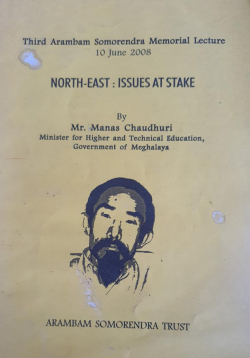 Third Arambam Somorendra Memorial Lecture
10 June 2008
NORTH-EAST : ISSUES AT STAKE
By
Mr. Manas Chaudhuri
Minister for Higher and Technical Education,
Government of Meghalaya
ARAMBAM SOMORENDRA TRUST